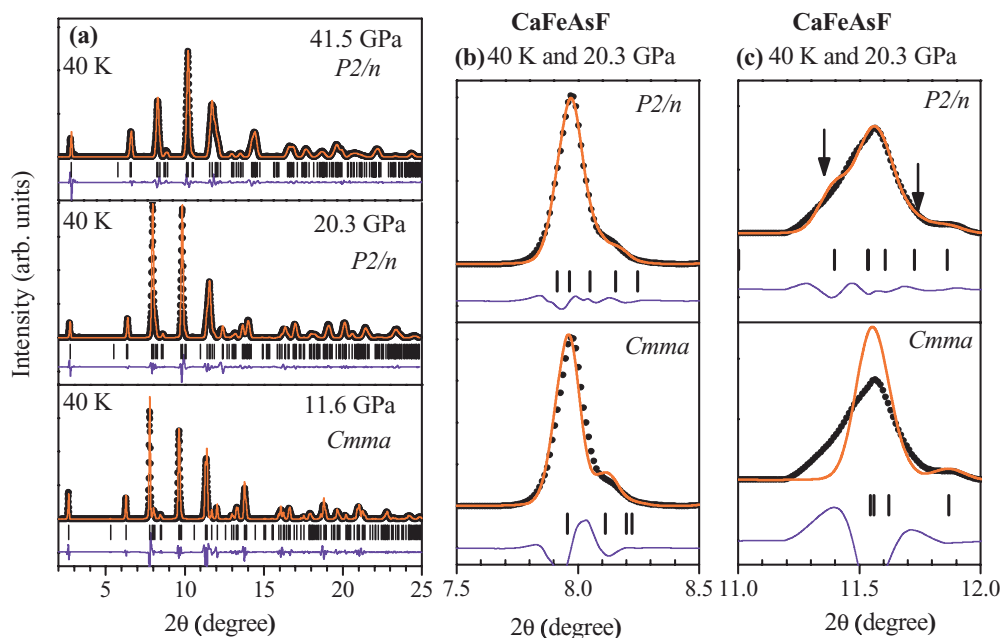 Intensity (arb. units)
(a)
41.5 GPa
P2/n
40 K
20.3 GPa
P2/n
40 K
11.6 GPa
Cmma
0 5 10 15 20 25
2θ (degree)
CaFeAsF
(b) 40 K and 20.3 GPa
P2/n
Cmma
7.5 8.0 8.5
2θ (degree)
CaFeAsF
(c) 40 K and 20.3 GPa
P2/n
Cmma
11.0 11.5 12.0
2θ (degree)